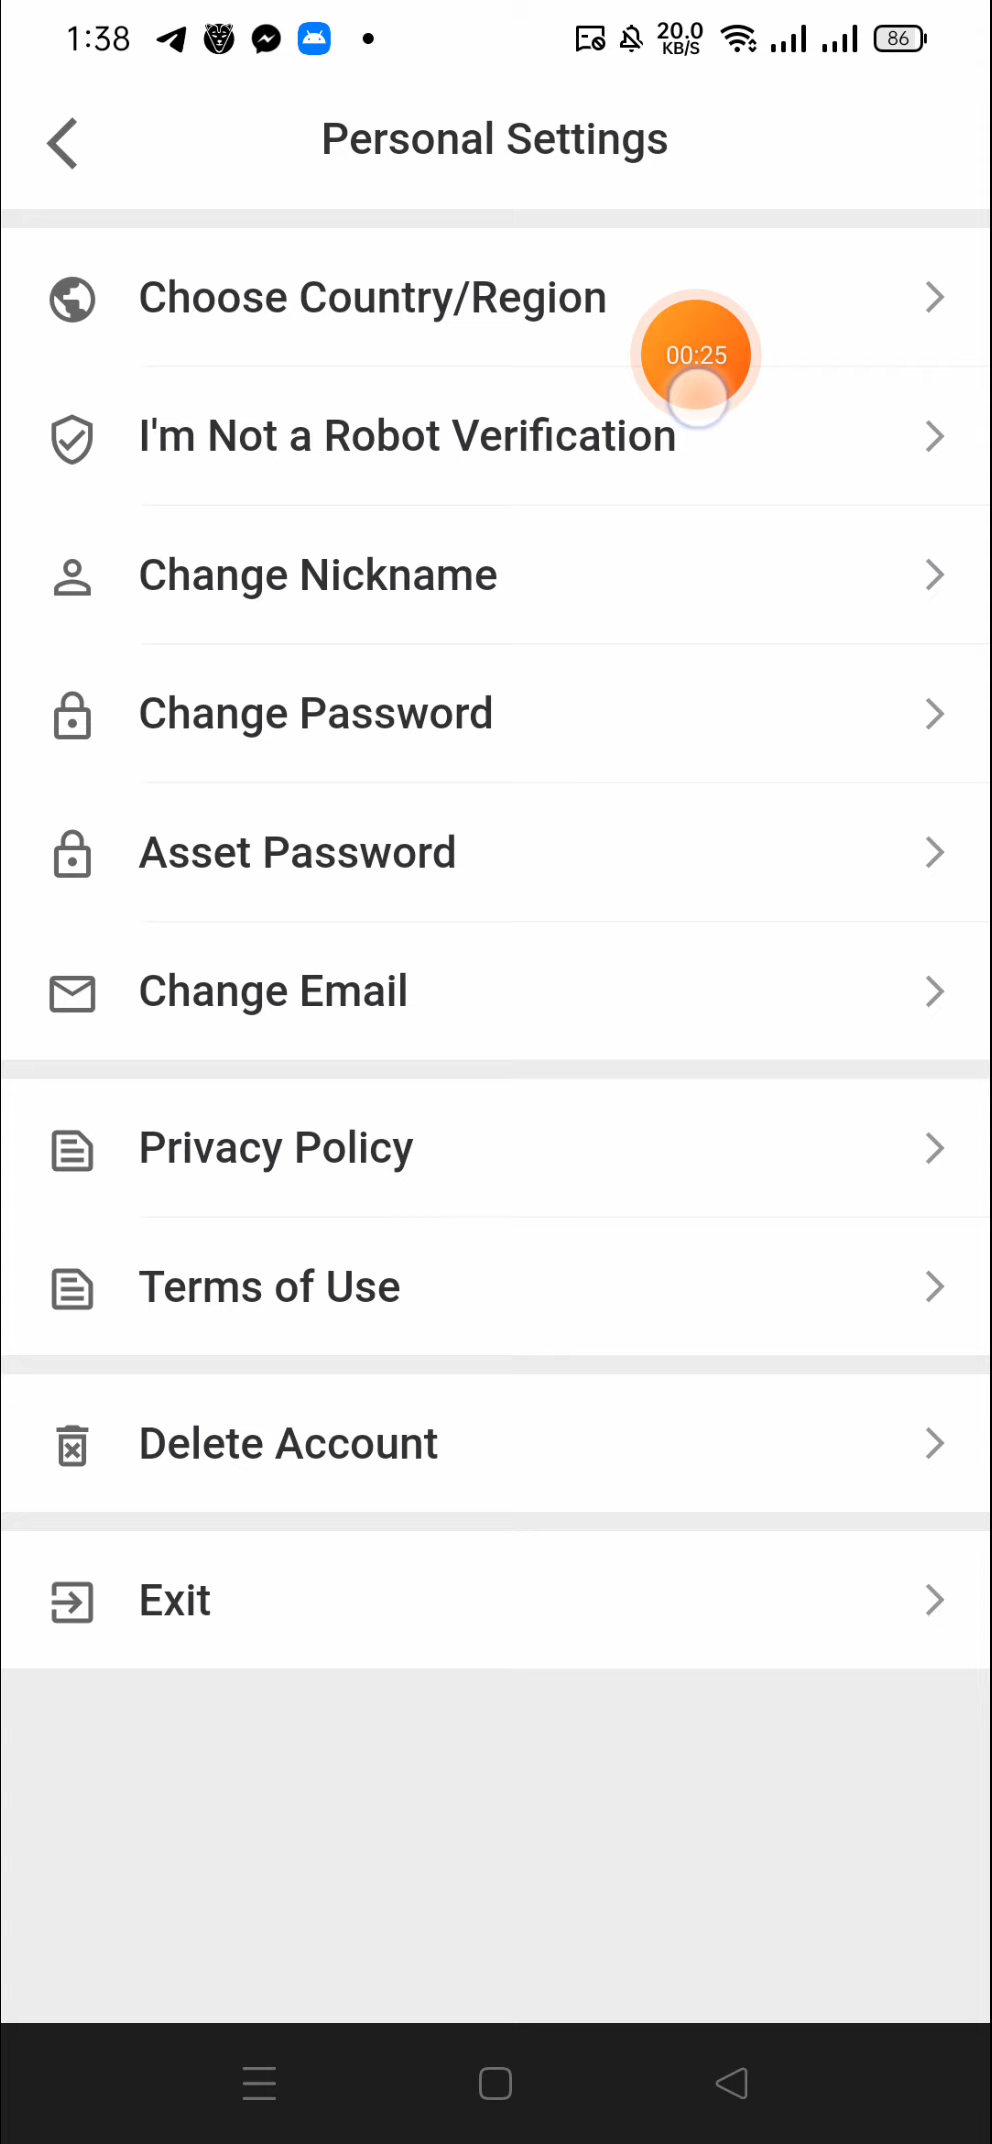 1:38 20.0 KB/S 86
Personal Settings
Choose Country/Region
00:25
I'm Not a Robot Verification
Change Nickname
Change Password
Asset Password
Change Email
Privacy Policy
Terms of Use
Delete Account
Exit